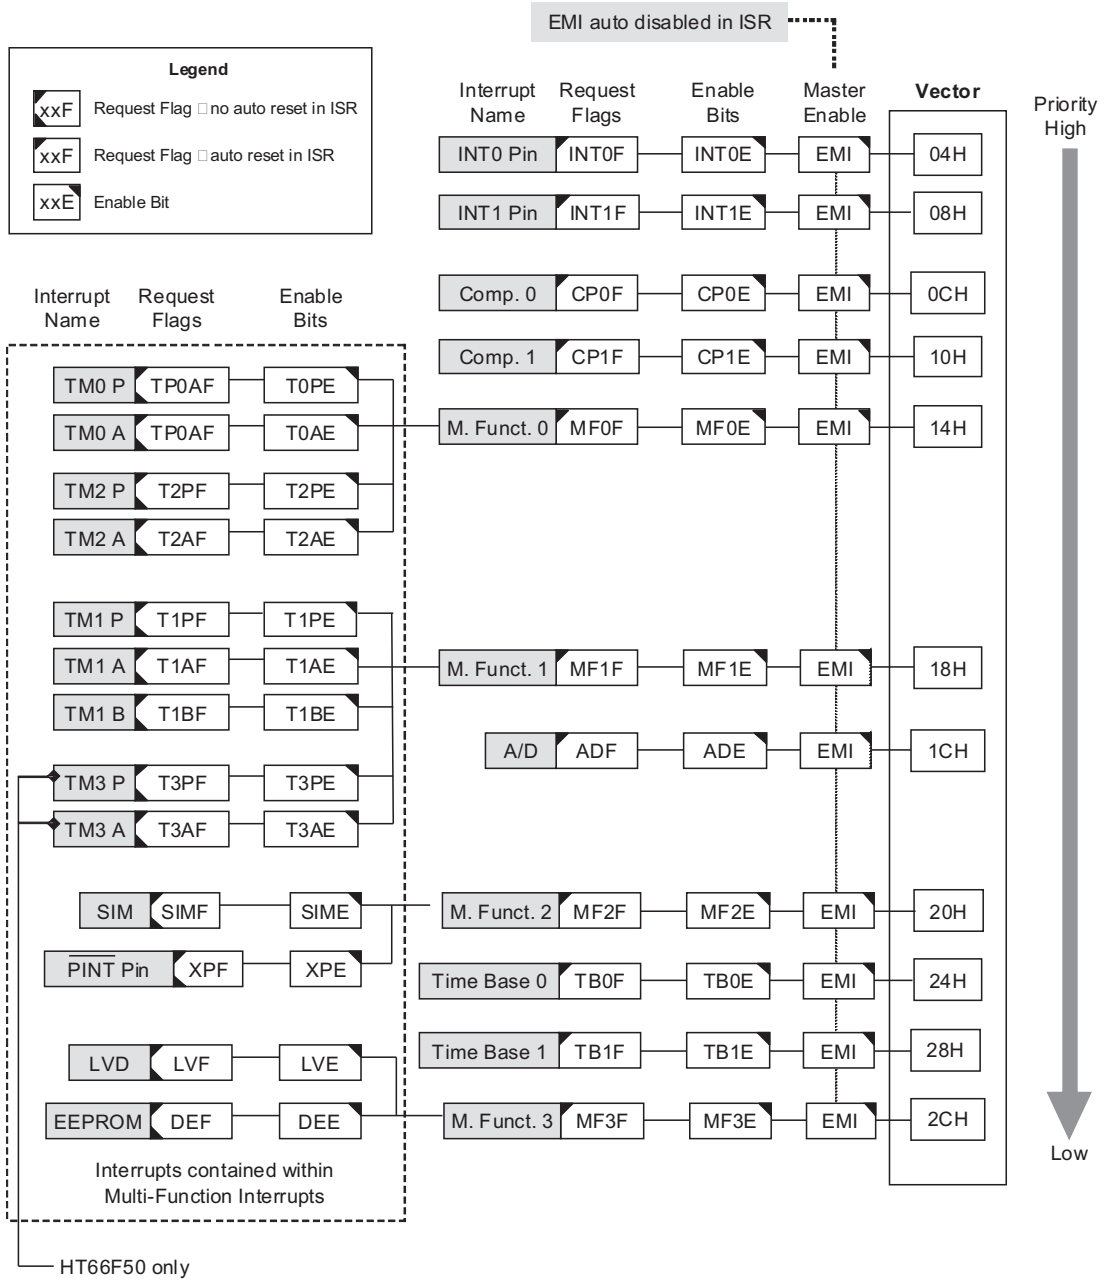 EMI auto disabled in ISR
Legend
xxF Request Flag □ no auto reset in ISR
xxF Request Flag □ auto reset in ISR
xxE Enable Bit
Interrupt Name Request Flags Enable Bits Master Enable Vector
Priority High
INT0 Pin INT0F INT0E EMI 04H
INT1 Pin INT1F INT1E EMI 08H
Comp. 0 CP0F CP0E EMI 0CH
Comp. 1 CP1F CP1E EMI 10H
M. Funct. 0 MF0F MF0E EMI 14H
M. Funct. 1 MF1F MF1E EMI 18H
A/D ADF ADE EMI 1CH
M. Funct. 2 MF2F MF2E EMI 20H
Time Base 0 TB0F TB0E EMI 24H
Time Base 1 TB1F TB1E EMI 28H
M. Funct. 3 MF3F MF3E EMI 2CH
Low
Interrupt Name Request Flags Enable Bits
TM0 P TP0AF T0PE
TM0 A TP0AF T0AE
TM2 P T2PF T2PE
TM2 A T2AF T2AE
TM1 P T1PF T1PE
TM1 A T1AF T1AE
TM1 B T1BF T1BE
TM3 P T3PF T3PE
TM3 A T3AF T3AE
SIM SIMF SIME
PINT Pin XPF XPE
LVD LVF LVE
EEPROM DEF DEE
Interrupts contained within
Multi-Function Interrupts
HT66F50 only